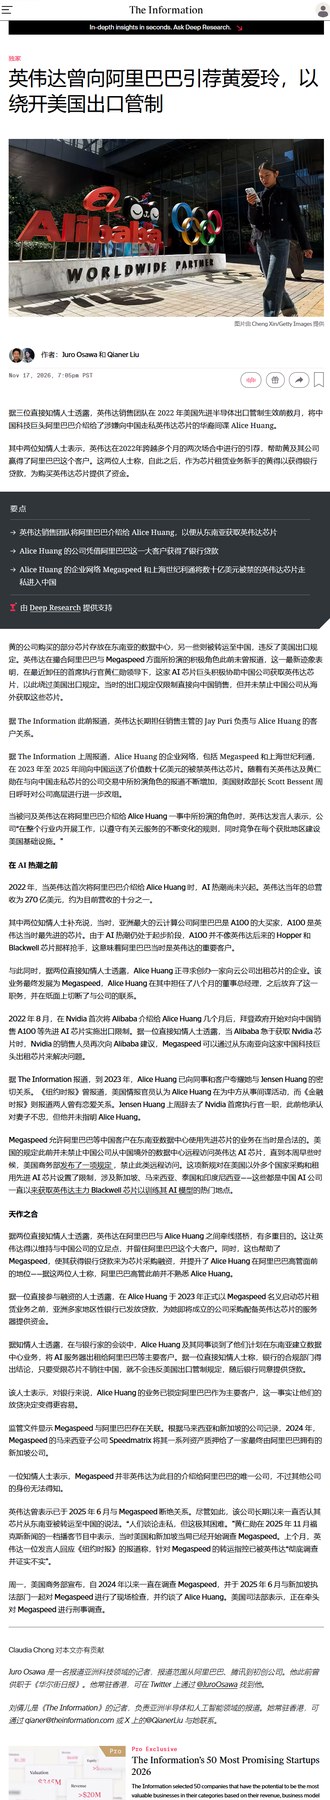 The Information
In-depth insights in seconds. Ask Deep Research.
独家
英伟达曾向阿里巴巴引荐黄爱玲，以
绕开美国出口管制
Alibaba
WORLDWIDE PARTNER
图片由 Cheng Xin/Getty Images 提供
作者：Juro Osawa 和 Qianer Liu
Nov 17, 2026, 7:05pm PST
据三位直接知情人士透露，英伟达销售团队在 2022 年美国先进半导体出口管制生效前数月，将中
国科技巨头阿里巴巴介绍给了涉嫌向中国走私英伟达芯片的华裔间谍 Alice Huang。
其中两位知情人士表示，英伟达在2022年跨越多个月的两次场合中进行的引荐，帮助黄及其公司
赢得了阿里巴巴这个客户。这两位人士称，自此之后，作为芯片租赁业务新手的黄得以获得银行
贷款，为购买英伟达芯片提供了资金。
要点
→ 英伟达销售团队将阿里巴巴介绍给 Alice Huang，以便从东南亚获取英伟达芯片
→ Alice Huang 的公司凭借阿里巴巴这一大客户获得了银行贷款
→ Alice Huang 的企业网络 Megaspeed 和上海世纪利通将数十亿美元被禁的英伟达芯片走
私进入中国
由 Deep Research 提供支持
黄的公司购买的部分芯片存放在东南亚的数据中心，另一些则被转运至中国，违反了美国出口规
定。英伟达在撮合阿里巴巴与 Megaspeed 方面所扮演的积极角色此前未曾报道，这一最新迹象表
明，在最近卸任的首席执行官黄仁勋领导下，这家 AI 芯片巨头积极协助中国公司获取英伟达芯
片，以此绕过美国出口规定。当时的出口规定仅限制直接向中国销售，但并未禁止中国公司从海
外获取这些芯片。
据 The Information 此前报道，英伟达长期担任销售主管的 Jay Puri 负责与 Alice Huang 的客
户关系。
据 The Information 上周报道，Alice Huang 的企业网络，包括 Megaspeed 和上海世纪利通，
在 2023 年至 2025 年间向中国运送了价值数十亿美元的被禁英伟达芯片。随着有关英伟达及黄仁
勋在与向中国走私芯片的公司交易中所扮演角色的报道不断增加，美国财政部长 Scott Bessent 周
日呼吁对公司高层进行进一步改组。
当被问及英伟达在将阿里巴巴介绍给 Alice Huang 一事中所扮演的角色时，英伟达发言人表示，公
司“在整个行业内开展工作，以遵守有关云服务的不断变化的规则，同时竞争在每个获批地区建设
美国基础设施。”
在 AI 热潮之前
2022 年，当英伟达首次将阿里巴巴介绍给 Alice Huang 时，AI 热潮尚未兴起。英伟达当年的总营
收为 270 亿美元，约为目前营收的十分之一。
其中两位知情人士补充说，当时，亚洲最大的云计算公司阿里巴巴是 A100 的大买家，A100 是英
伟达当时最先进的芯片。由于 AI 热潮仍处于起步阶段，A100 并不像英伟达后来的 Hopper 和
Blackwell 芯片那样抢手，这意味着阿里巴巴当时是英伟达的重要客户。
与此同时，据两位直接知情人士透露，Alice Huang 正寻求创办一家向云公司出租芯片的企业。该
业务最终发展为 Megaspeed，Alice Huang 在其中担任了八个月的董事总经理，之后放弃了这一
职务，并在纸面上切断了与公司的联系。
2022 年 8 月，在 Nvidia 首次将 Alibaba 介绍给 Alice Huang 几个月后，拜登政府开始对向中国销
售 A100 等先进 AI 芯片实施出口限制。据一位直接知情人士透露，当 Alibaba 急于获取 Nvidia 芯
片时，Nvidia 的销售人员再次向 Alibaba 建议，Megaspeed 可以通过从东南亚向这家中国科技巨
头出租芯片来解决问题。
据 The Information 报道，到 2023 年，Alice Huang 已向同事和客户夸耀她与 Jensen Huang 的密
切关系。《纽约时报》曾报道，美国情报官员认为 Alice Huang 在为中方从事间谍活动，而《金融
时报》则报道两人曾有恋爱关系。Jensen Huang 上周辞去了 Nvidia 首席执行官一职，此前他承认
对妻子不忠，但他并未指明 Alice Huang。
Megaspeed 允许阿里巴巴等中国客户在东南亚数据中心使用先进芯片的业务在当时是合法的。美
国的规定此前并未禁止中国公司从中国境外的数据中心远程访问英伟达 AI 芯片，直到本周早些时
候，美国商务部发布了一项规定，禁止此类远程访问。这项新规对在美国以外多个国家采购和租
用先进 AI 芯片设置了限制，涉及新加坡、马来西亚、泰国和印度尼西亚——这些都是中国 AI 公司
一直以来获取英伟达主力 Blackwell 芯片以训练其 AI 模型的热门地点。
天作之合
据两位直接知情人士透露，英伟达在阿里巴巴与 Alice Huang 之间牵线搭桥，有多重目的。这让英
伟达得以维持与中国公司的立足点，并留住阿里巴巴这个大客户。同时，这也帮助了
Megaspeed，使其获得银行贷款来为芯片采购融资，并提升了 Alice Huang 在阿里巴巴高管面前
的地位——据这两位人士称，阿里巴巴高管此前并不熟悉 Alice Huang。
据一位直接参与融资的人士透露，在 Alice Huang 于 2023 年正式以 Megaspeed 名义启动芯片租
赁业务之前，亚洲多家地区性银行已发放贷款，为她即将成立的公司采购配备英伟达芯片的服务
器提供资金。
据知情人士透露，在与银行家的会谈中，Alice Huang 及其同事谈到了他们计划在东南亚建立数据
中心业务，将 AI 服务器出租给阿里巴巴等主要客户。据一位直接知情人士称，银行的合规部门得
出结论，只要受限芯片不销往中国，就不会违反美国出口管制规定，随后银行同意提供贷款。
该人士表示，对银行来说，Alice Huang 的业务已锁定阿里巴巴作为主要客户，这一事实让他们的
放贷决定变得更容易。
监管文件显示 Megaspeed 与阿里巴巴存在关联。根据马来西亚和新加坡的公司记录，2024 年，
Megaspeed 的马来西亚子公司 Speedmatrix 将其一系列资产质押给了一家最终由阿里巴巴拥有的
新加坡公司。
一位知情人士表示，Megaspeed 并非英伟达为此目的介绍给阿里巴巴的唯一公司，不过其他公司
的身份无法得知。
英伟达曾表示已于 2025 年 6 月与 Megaspeed 断绝关系。尽管如此，该公司长期以来一直否认其
芯片从东南亚被转运至中国的说法。“人们谈论走私，但这极其困难。”黄仁勋在 2025 年 11 月福
克斯新闻的一档播客节目中表示，当时美国和新加坡当局已经开始调查 Megaspeed。上个月，英
伟达一位发言人回应《纽约时报》的报道称，针对 Megaspeed 的转运指控已被英伟达“彻底调查
并证实不实”。
周一，美国商务部宣布，自 2024 年以来一直在调查 Megaspeed，并于 2025 年 6 月与新加坡执
法部门一起对 Megaspeed 进行了现场检查，并约谈了 Alice Huang。美国司法部表示，正在牵头
对 Megaspeed 进行刑事调查。
Claudia Chong 对本文亦有贡献
Juro Osawa 是一名报道亚洲科技领域的记者，报道范围从阿里巴巴、腾讯到初创公司。他此前曾
供职于《华尔街日报》。他常驻香港，可在 Twitter 上通过 @JuroOsawa 找到他。
刘倩儿是《The Information》的记者，负责亚洲半导体和人工智能领域的报道。她常驻香港，可
通过 qianer@theinformation.com 或 X 上的@QianerLiu 与她联系。
Pro
Valuation
Revenue
>$20M
Pro Exclusive
The Information's 50 Most Promising Startups
2026
The Information selected 50 companies that have the potential to be the most
valuable businesses in their categories based on their revenue, business model